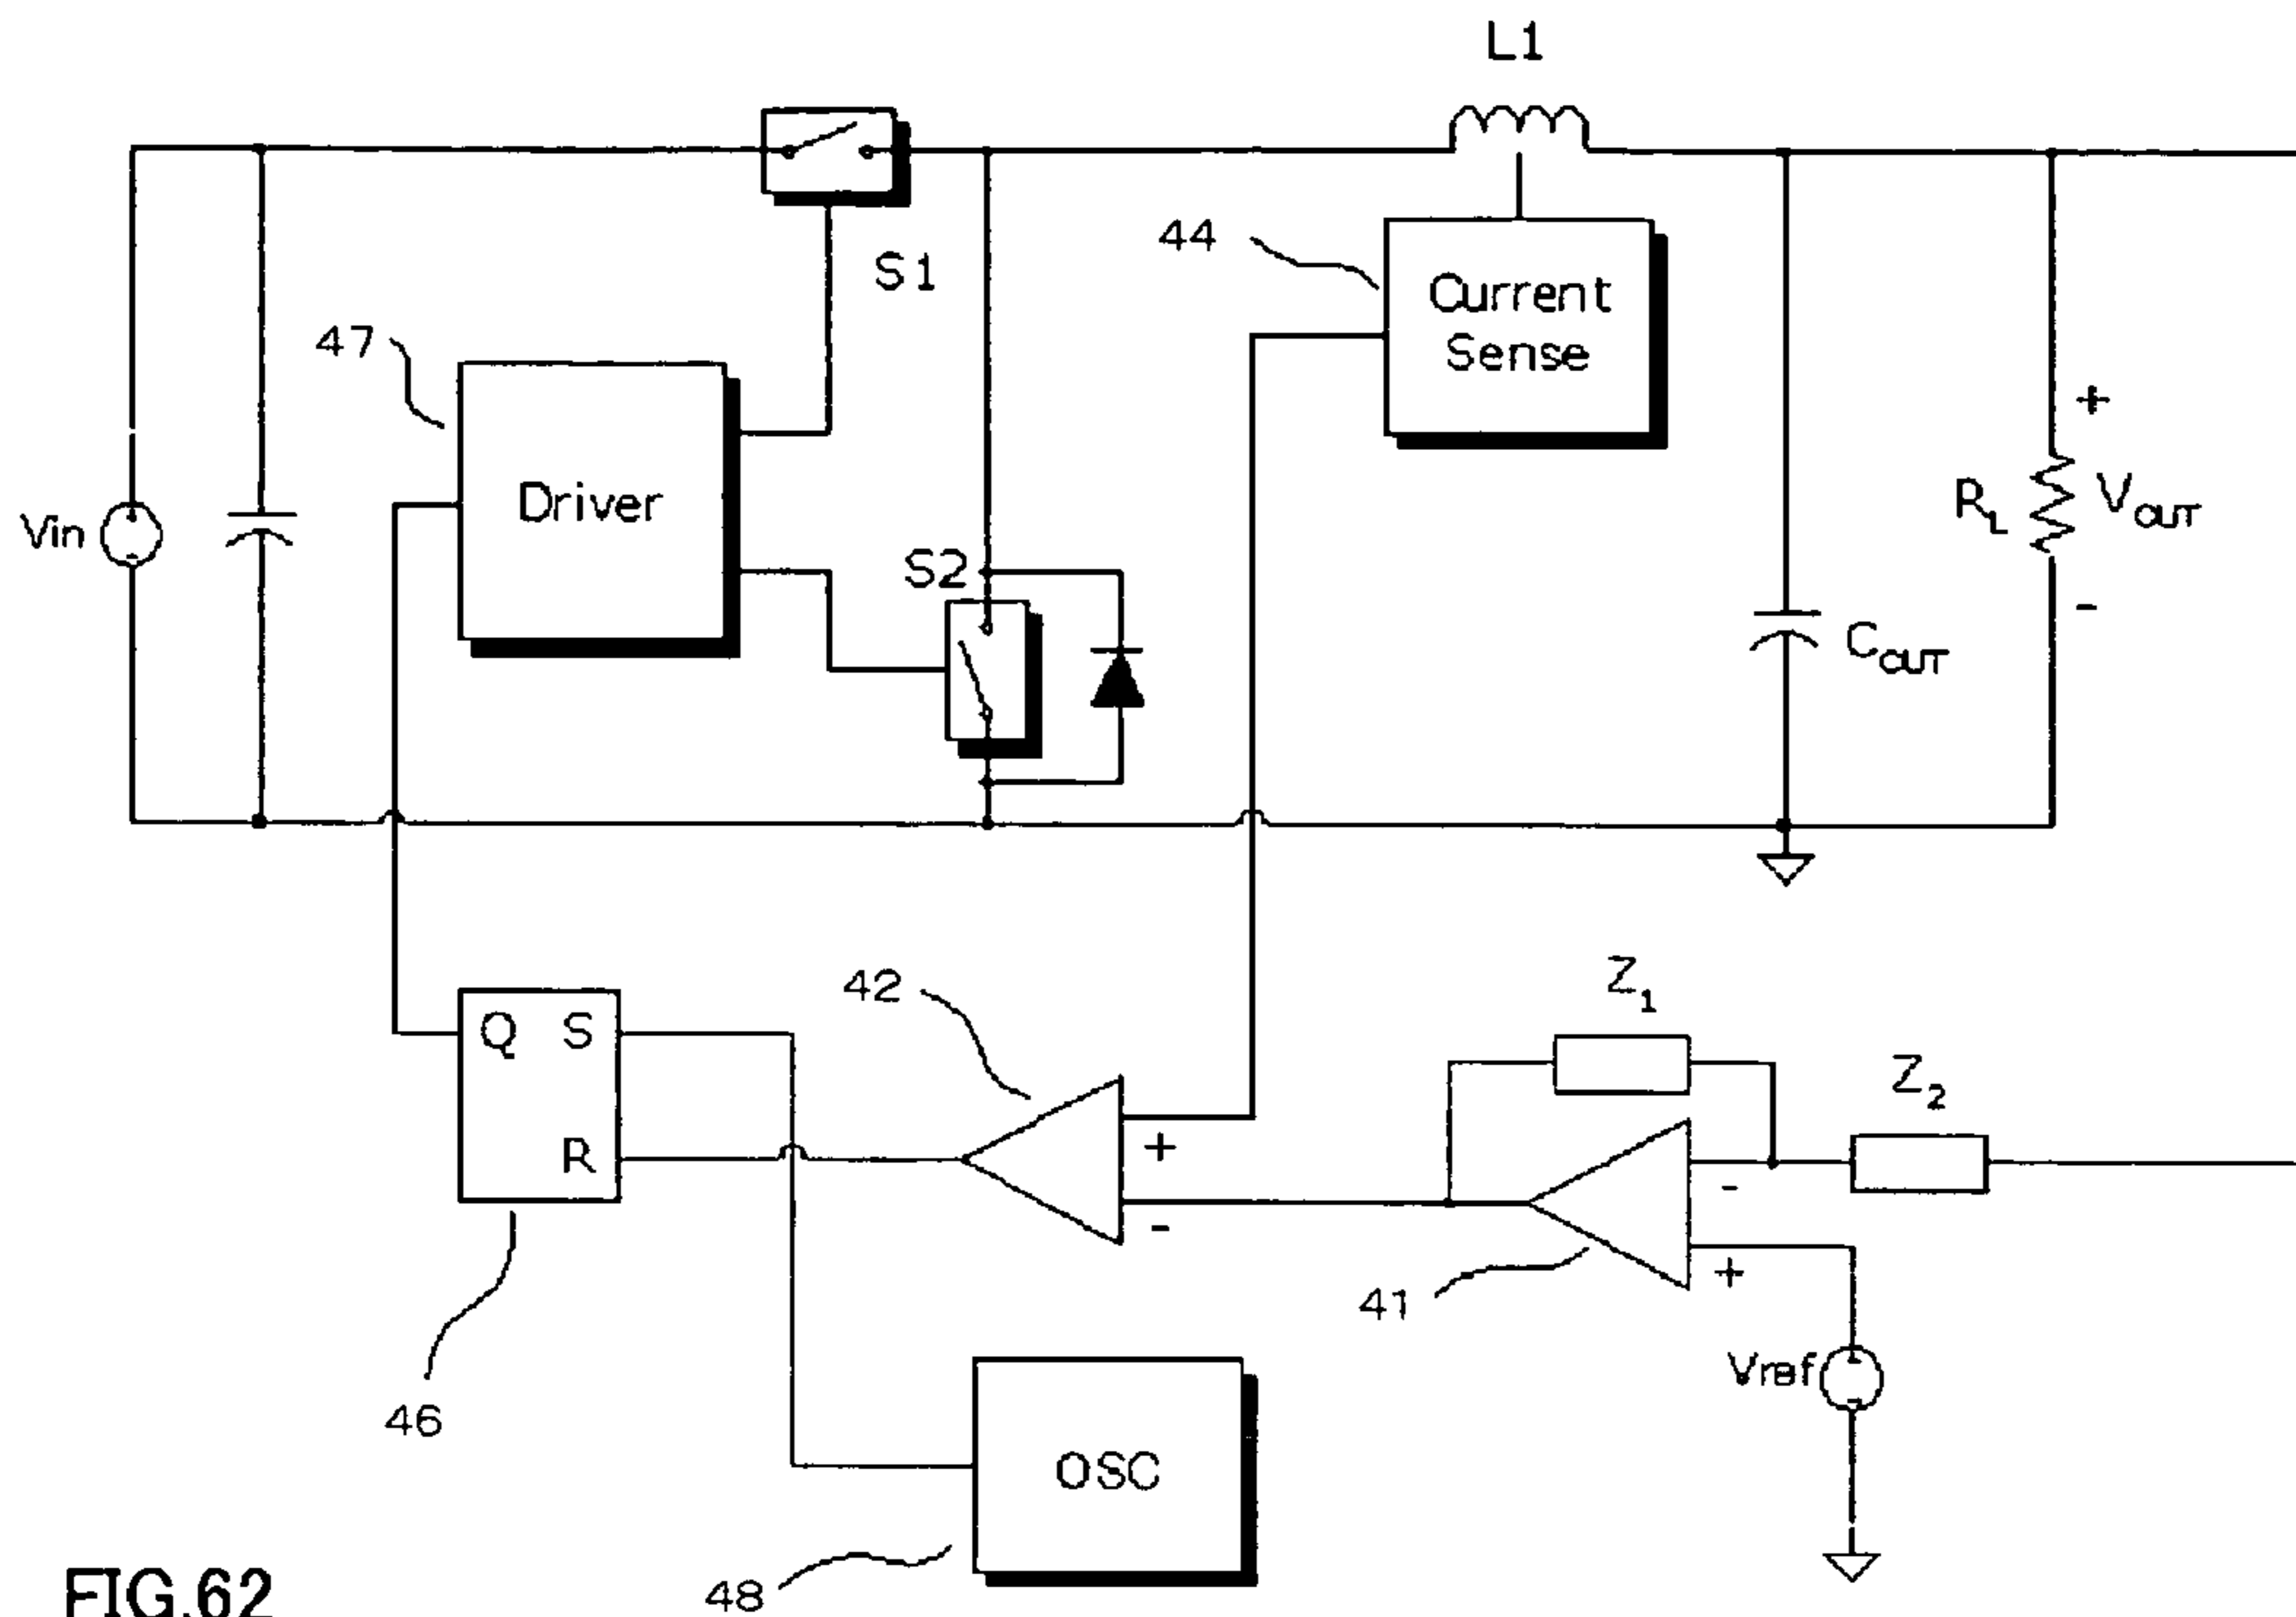 L1
S1
44
Current
Sense
47
Driver
+
Vin
S2
RL
VOUT
-
COUT
42
Z1
Q S
Z2
R
+
-
-
+
41
Vref
46
OSC
48
FIG.62